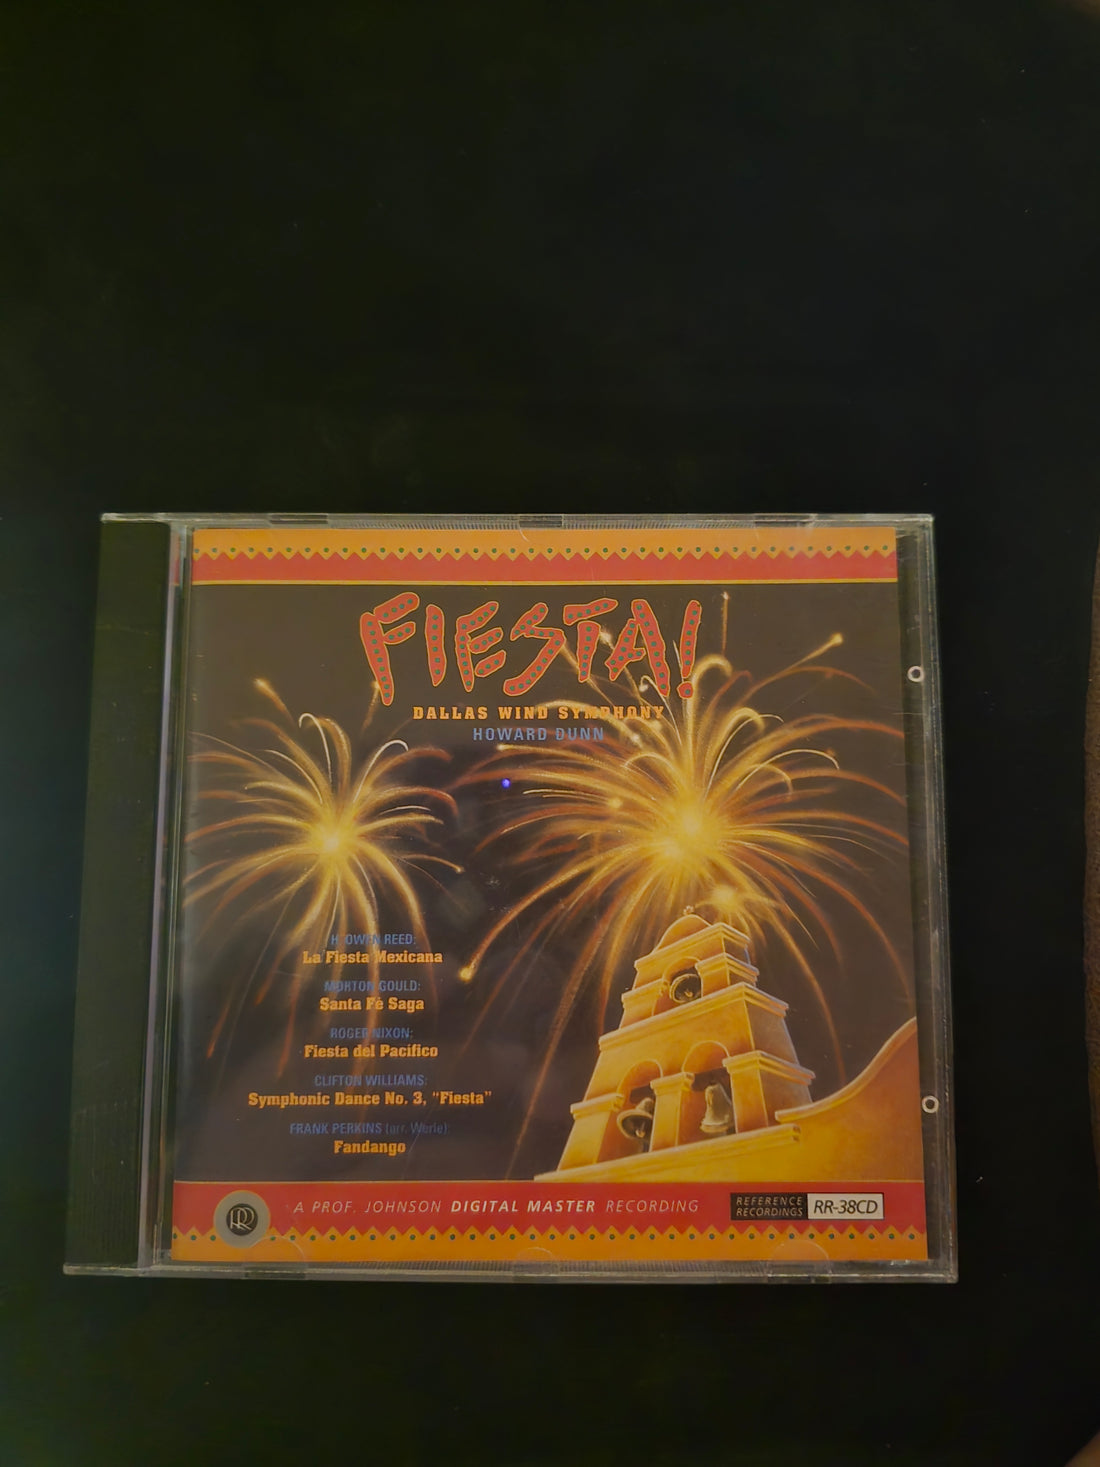 FIESTA!
DALLAS WIND SYMPHONY
HOWARD DUNN
H. OWEN REED:
La Fiesta Mexicana
MORTON GOULD:
Santa Fè Saga
ROGER NIXON:
Fiesta del Pacifico
CLIFTON WILLIAMS:
Symphonic Dance No. 3, "Fiesta"
FRANK PERKINS (arr. Werle):
Fandango
RR
A PROF. JOHNSON DIGITAL MASTER RECORDING
REFERENCE
RECORDINGS
RR-38CD